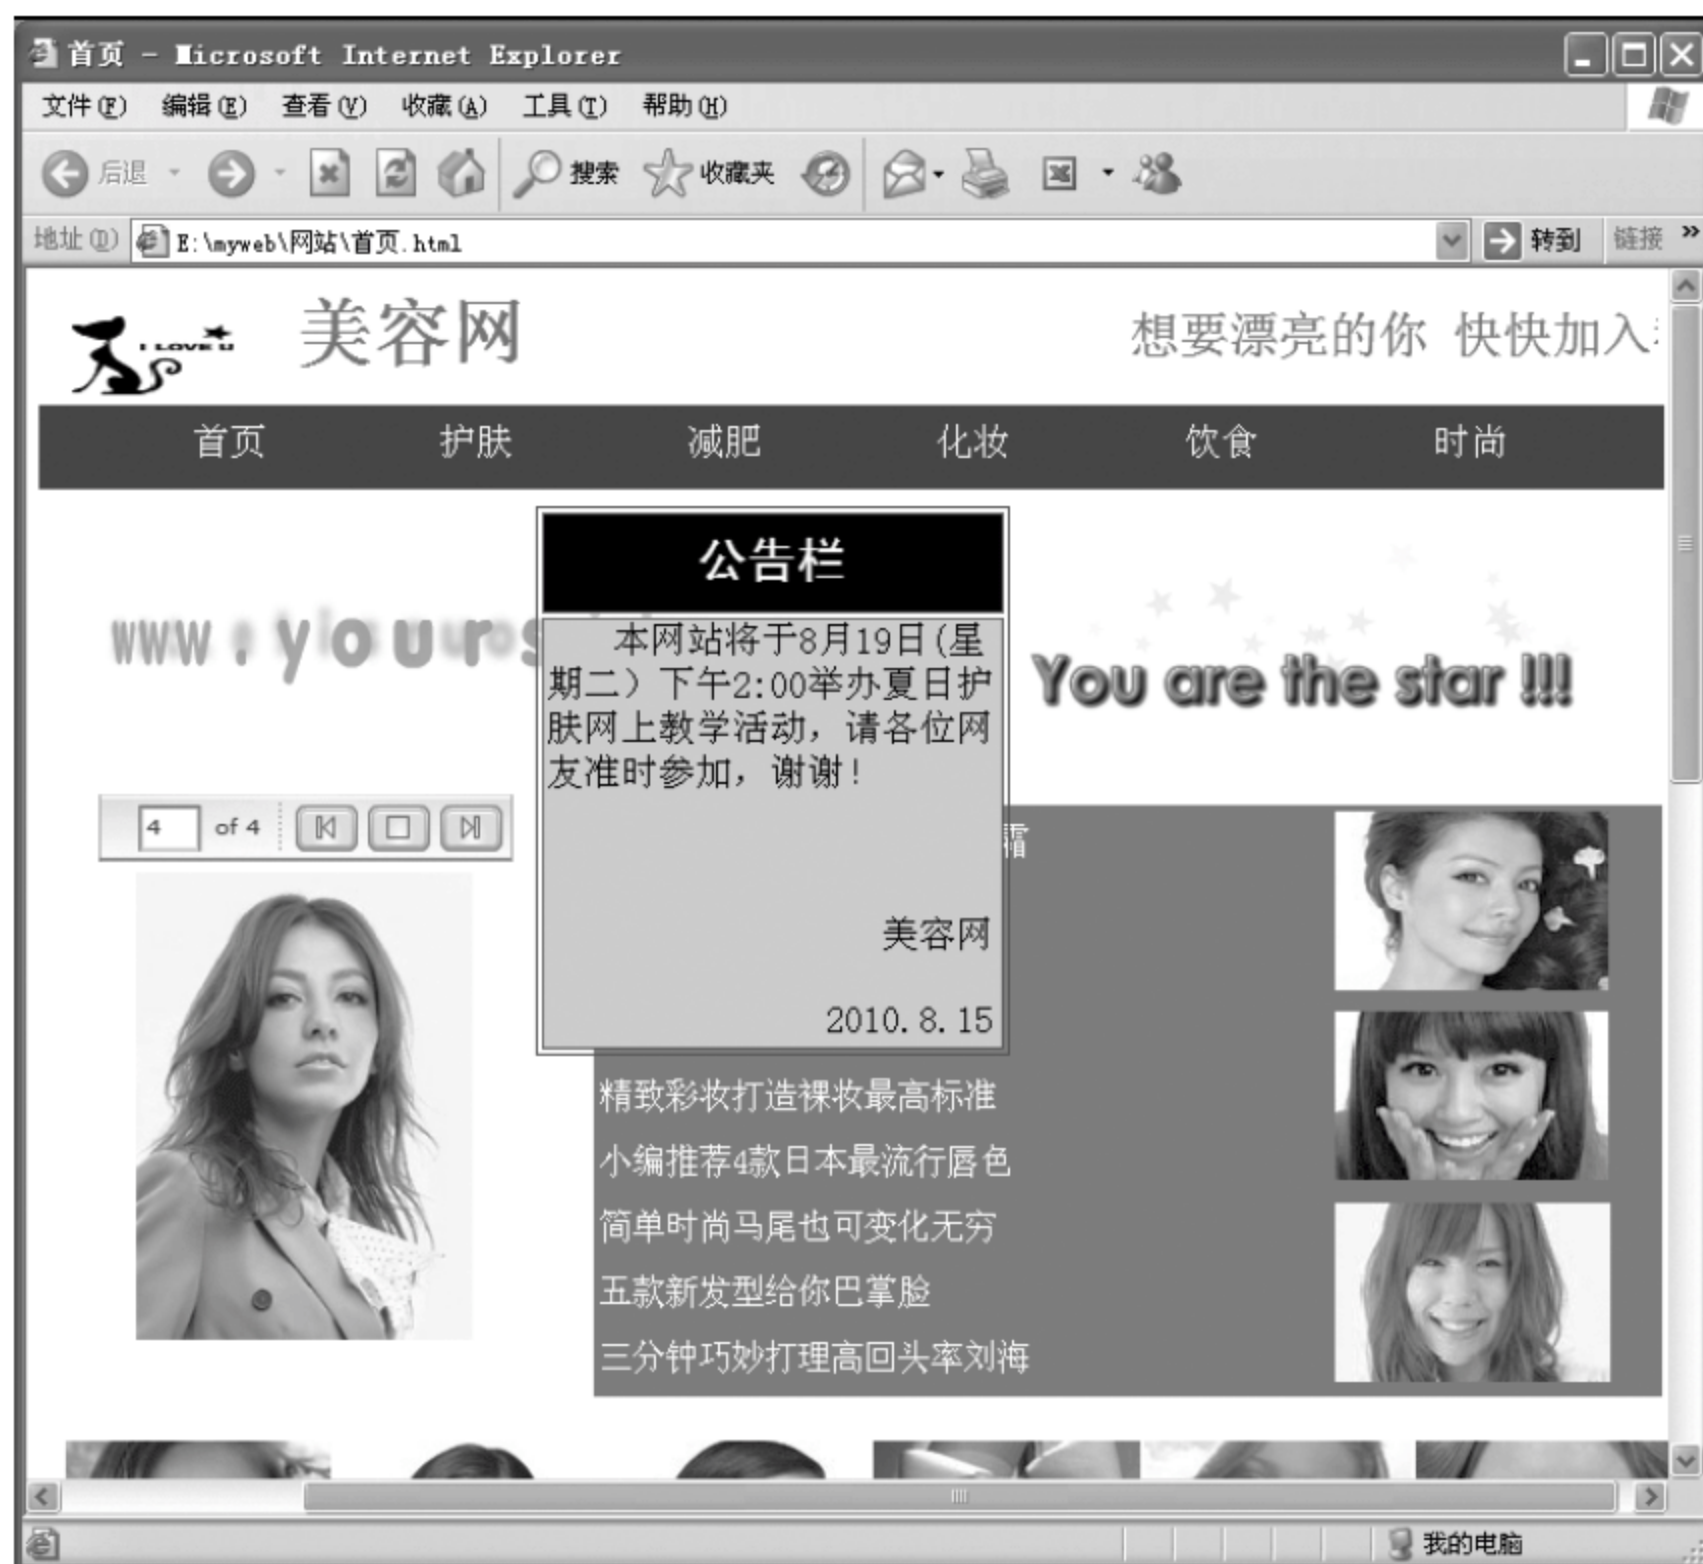 首页 - Microsoft Internet Explorer
文件(F) 编辑(E) 查看(V) 收藏(A) 工具(T) 帮助(H)
后退 搜索 收藏夹
地址(D) E:\myweb\网站\首页.html 转到 链接 »
I LOVE U 美容网 想要漂亮的你 快快加入
首页 护肤 减肥 化妆 饮食 时尚
公告栏
www. yours
You are the star !!!
本网站将于8月19日(星
期二）下午2:00举办夏日护
肤网上教学活动，请各位网
友准时参加，谢谢！
美容网
2010.8.15
4 of 4
霜
精致彩妆打造裸妆最高标准
小编推荐4款日本最流行唇色
简单时尚马尾也可变化无穷
五款新发型给你巴掌脸
三分钟巧妙打理高回头率刘海
我的电脑